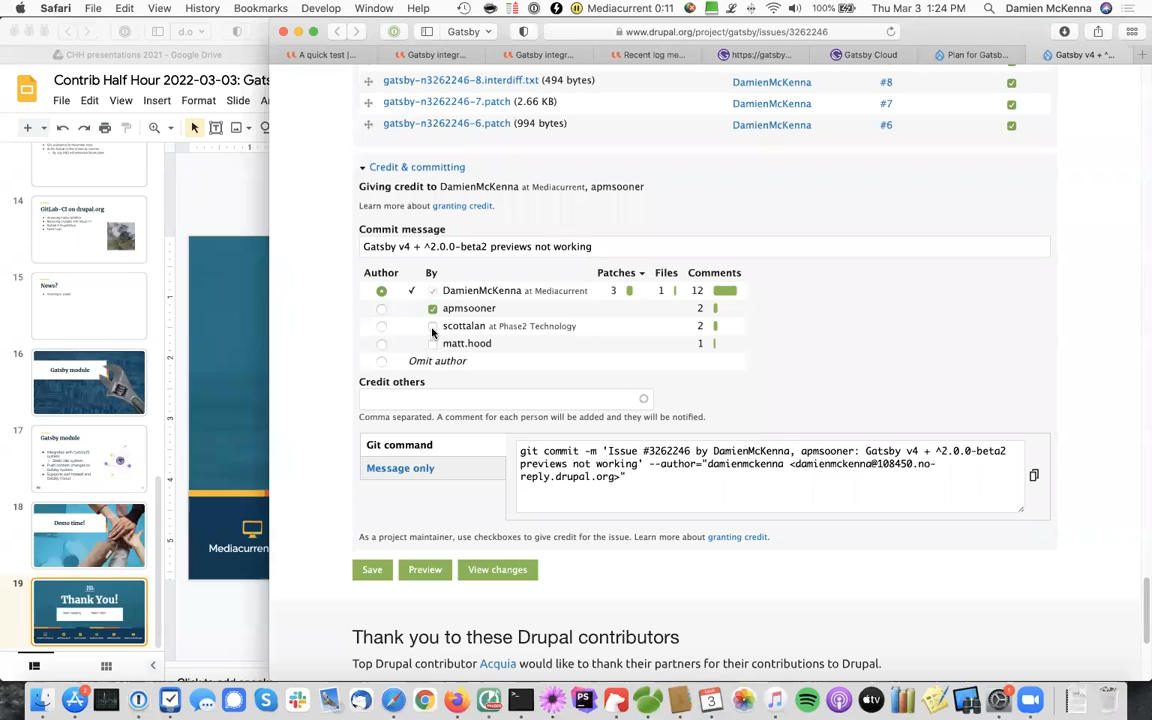 Safari File Edit View History Bookmarks Develop Window Help Mediacurrent 0:11 100% Thu Mar 3 1:24 PM Damien McKenna
d.o
Gatsby
www.drupal.org/project/gatsby/issues/3262246
CHH presentations 2021 - Google Drive
A quick test |...
Gatsby integr...
Gatsby integr...
Recent log me...
https://gatsby...
Gatsby Cloud
Plan for Gatsb...
Gatsby v4 + ^...
Contrib Half Hour 2022-03-03: Gats
File Edit View Insert Format Slide
gatsby-n3262246-8.interdiff.txt (494 bytes) DamienMcKenna #8
gatsby-n3262246-7.patch (2.66 KB) DamienMcKenna #7
gatsby-n3262246-6.patch (994 bytes) DamienMcKenna #6
Credit & committing
Giving credit to DamienMcKenna at Mediacurrent, apmsooner
Learn more about granting credit.
Commit message
Gatsby v4 + ^2.0.0-beta2 previews not working
Author By Patches Files Comments
DamienMcKenna at Mediacurrent 3 1 12
apmsooner 2
scottalan at Phase2 Technology 2
matt.hood 1
Omit author
Credit others
Comma separated. A comment for each person will be added and they will be notified.
Git command
Message only
git commit -m 'Issue #3262246 by DamienMcKenna, apmsooner: Gatsby v4 + ^2.0.0-beta2
previews not working' --author="damienmckenna <damienmckenna@108450.no-
reply.drupal.org>"
As a project maintainer, use checkboxes to give credit for the issue. Learn more about granting credit.
Save
Preview
View changes
Thank you to these Drupal contributors
Top Drupal contributor Acquia would like to thank their partners for their contributions to Drupal.
14
GitLab-CI on drupal.org
15
News?
16
Gatsby module
17
Gatsby module
18
Demo time!
19
Thank You!
Mediacurren